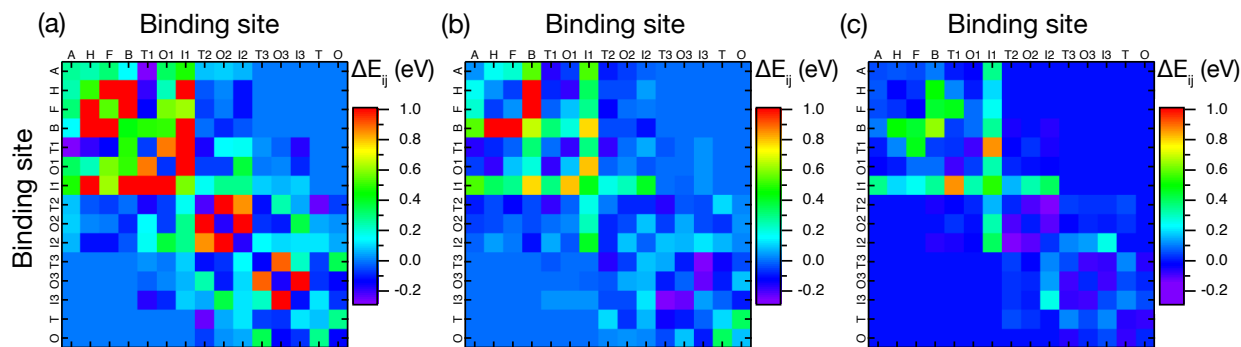 (a) Binding site
A H F B T1 O1 I1 T2 O2 I2 T3 O3 I3 T O
Binding site
A
H
F
B
T1
O1
I1
T2
O2
I2
T3
O3
I3
T
O
ΔEij (eV)
1.0
0.8
0.6
0.4
0.2
0.0
-0.2
(b) Binding site
A H F B T1 O1 I1 T2 O2 I2 T3 O3 I3 T O
A
H
F
B
T1
O1
I1
T2
O2
I2
T3
O3
I3
T
O
ΔEij (eV)
1.0
0.8
0.6
0.4
0.2
0.0
-0.2
(c) Binding site
A H F B T1 O1 I1 T2 O2 I2 T3 O3 I3 T O
A
H
F
B
T1
O1
I1
T2
O2
I2
T3
O3
I3
T
O
ΔEij (eV)
1.0
0.8
0.6
0.4
0.2
0.0
-0.2